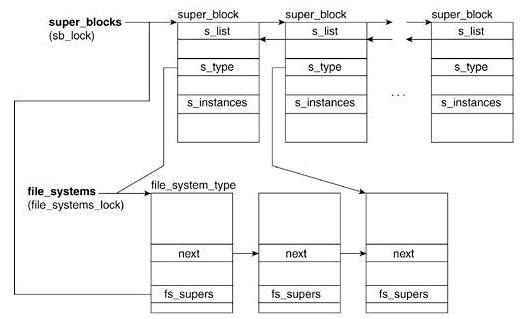 super_blocks
(sb_lock)
super_block
super_block
super_block
s_list
s_list
s_list
s_type
s_type
s_type
s_instances
s_instances
...
s_instances
file_systems
(file_systems_lock)
file_system_type
next
next
next
fs_supers
fs_supers
fs_supers